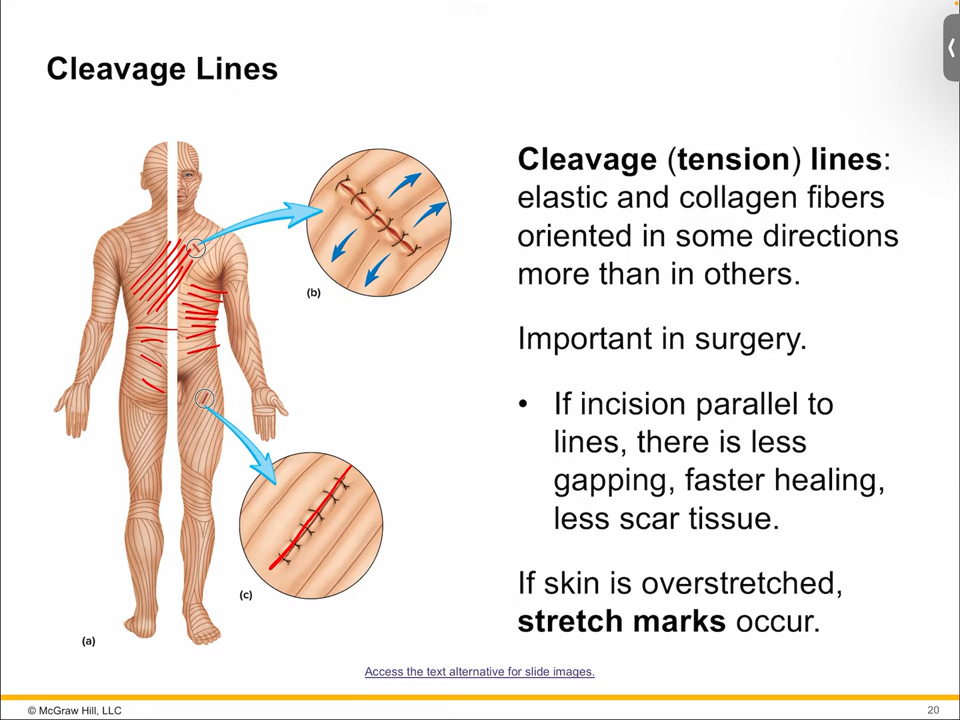 Cleavage Lines
Cleavage (tension) lines:
elastic and collagen fibers
oriented in some directions
more than in others.
Important in surgery.
• If incision parallel to
lines, there is less
gapping, faster healing,
less scar tissue.
If skin is overstretched,
stretch marks occur.
(b)
(c)
(a)
Access the text alternative for slide images.
© McGraw Hill, LLC
20